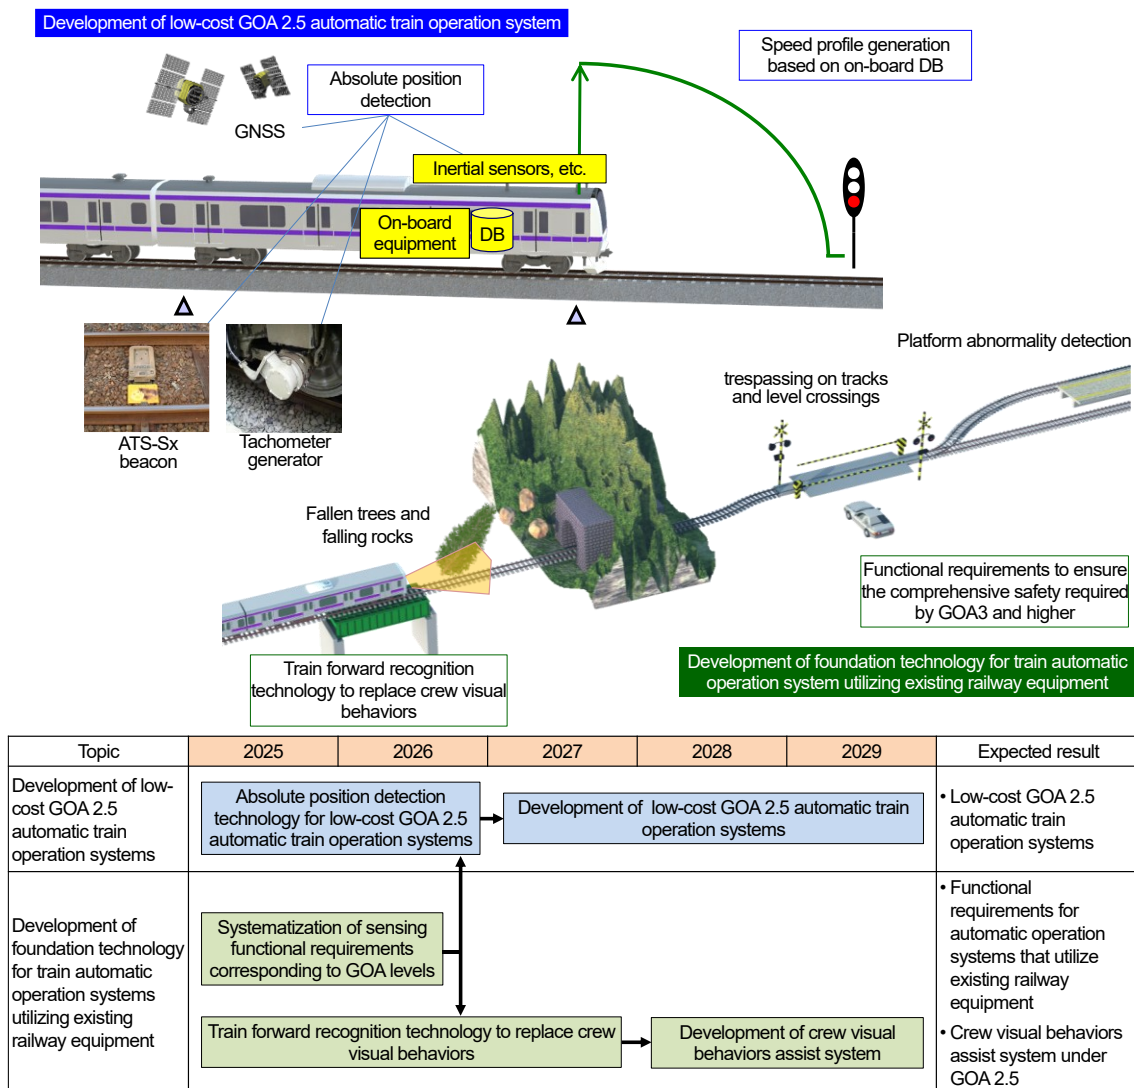 Development of low-cost GOA 2.5 automatic train operation system
Speed profile generation
based on on-board DB
Absolute position
detection
GNSS
Inertial sensors, etc.
On-board
equipment
DB
ATS-Sx
beacon
Tachometer
generator
Platform abnormality detection
trespassing on tracks
and level crossings
Fallen trees and
falling rocks
Functional requirements to ensure
the comprehensive safety required
by GOA3 and higher
Train forward recognition
technology to replace crew visual
behaviors
Development of foundation technology for train automatic
operation system utilizing existing railway equipment
Topic
2025
2026
2027
2028
2029
Expected result
Development of low-
cost GOA 2.5
automatic train
operation systems
Absolute position detection
technology for low-cost GOA 2.5
automatic train operation systems
Development of low-cost GOA 2.5 automatic train
operation systems
• Low-cost GOA 2.5
automatic train
operation systems
Development of
foundation technology
for train automatic
operation systems
utilizing existing
railway equipment
Systematization of sensing
functional requirements
corresponding to GOA levels
Train forward recognition technology to replace crew
visual behaviors
Development of crew visual
behaviors assist system
• Functional
requirements for
automatic operation
systems that utilize
existing railway
equipment
• Crew visual behaviors
assist system under
GOA 2.5